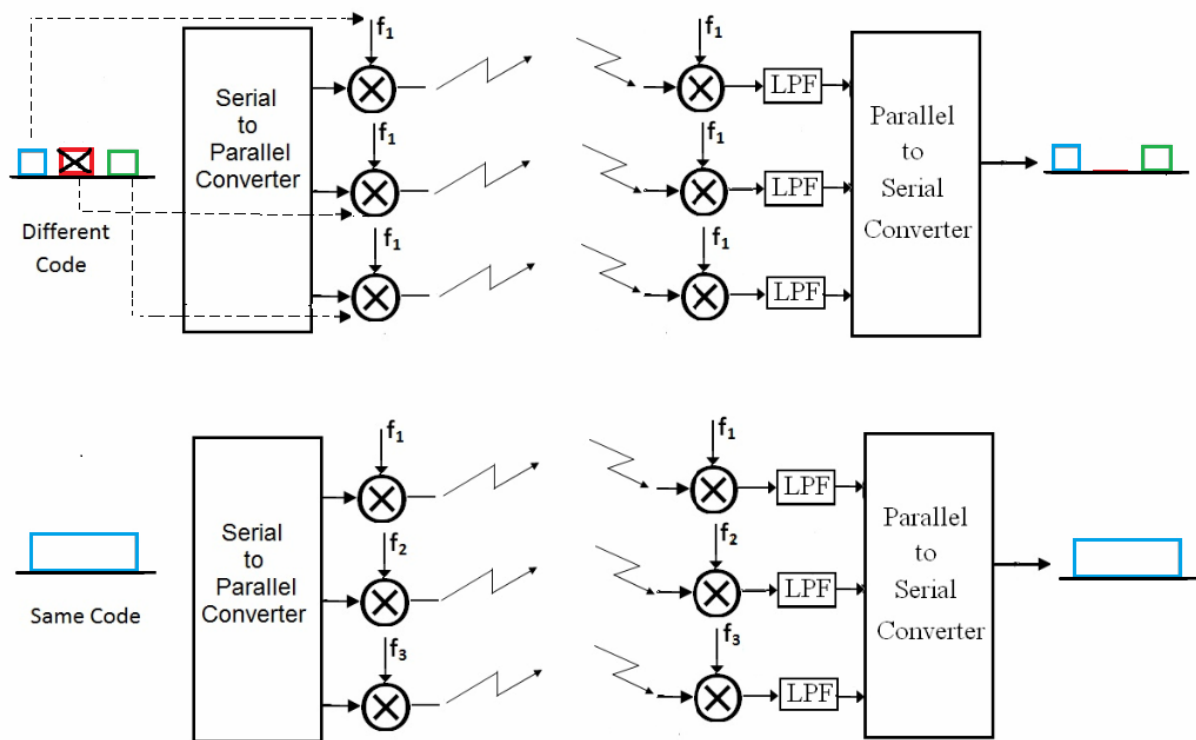 f₁
f₁
Serial
to
Parallel
Converter
LPF
Parallel
to
Serial
Converter
f₁
f₁
LPF
Different
Code
f₁
f₁
LPF
f₁
f₁
Serial
to
Parallel
Converter
LPF
Parallel
to
Serial
Converter
f₂
f₂
LPF
Same Code
f₃
f₃
LPF